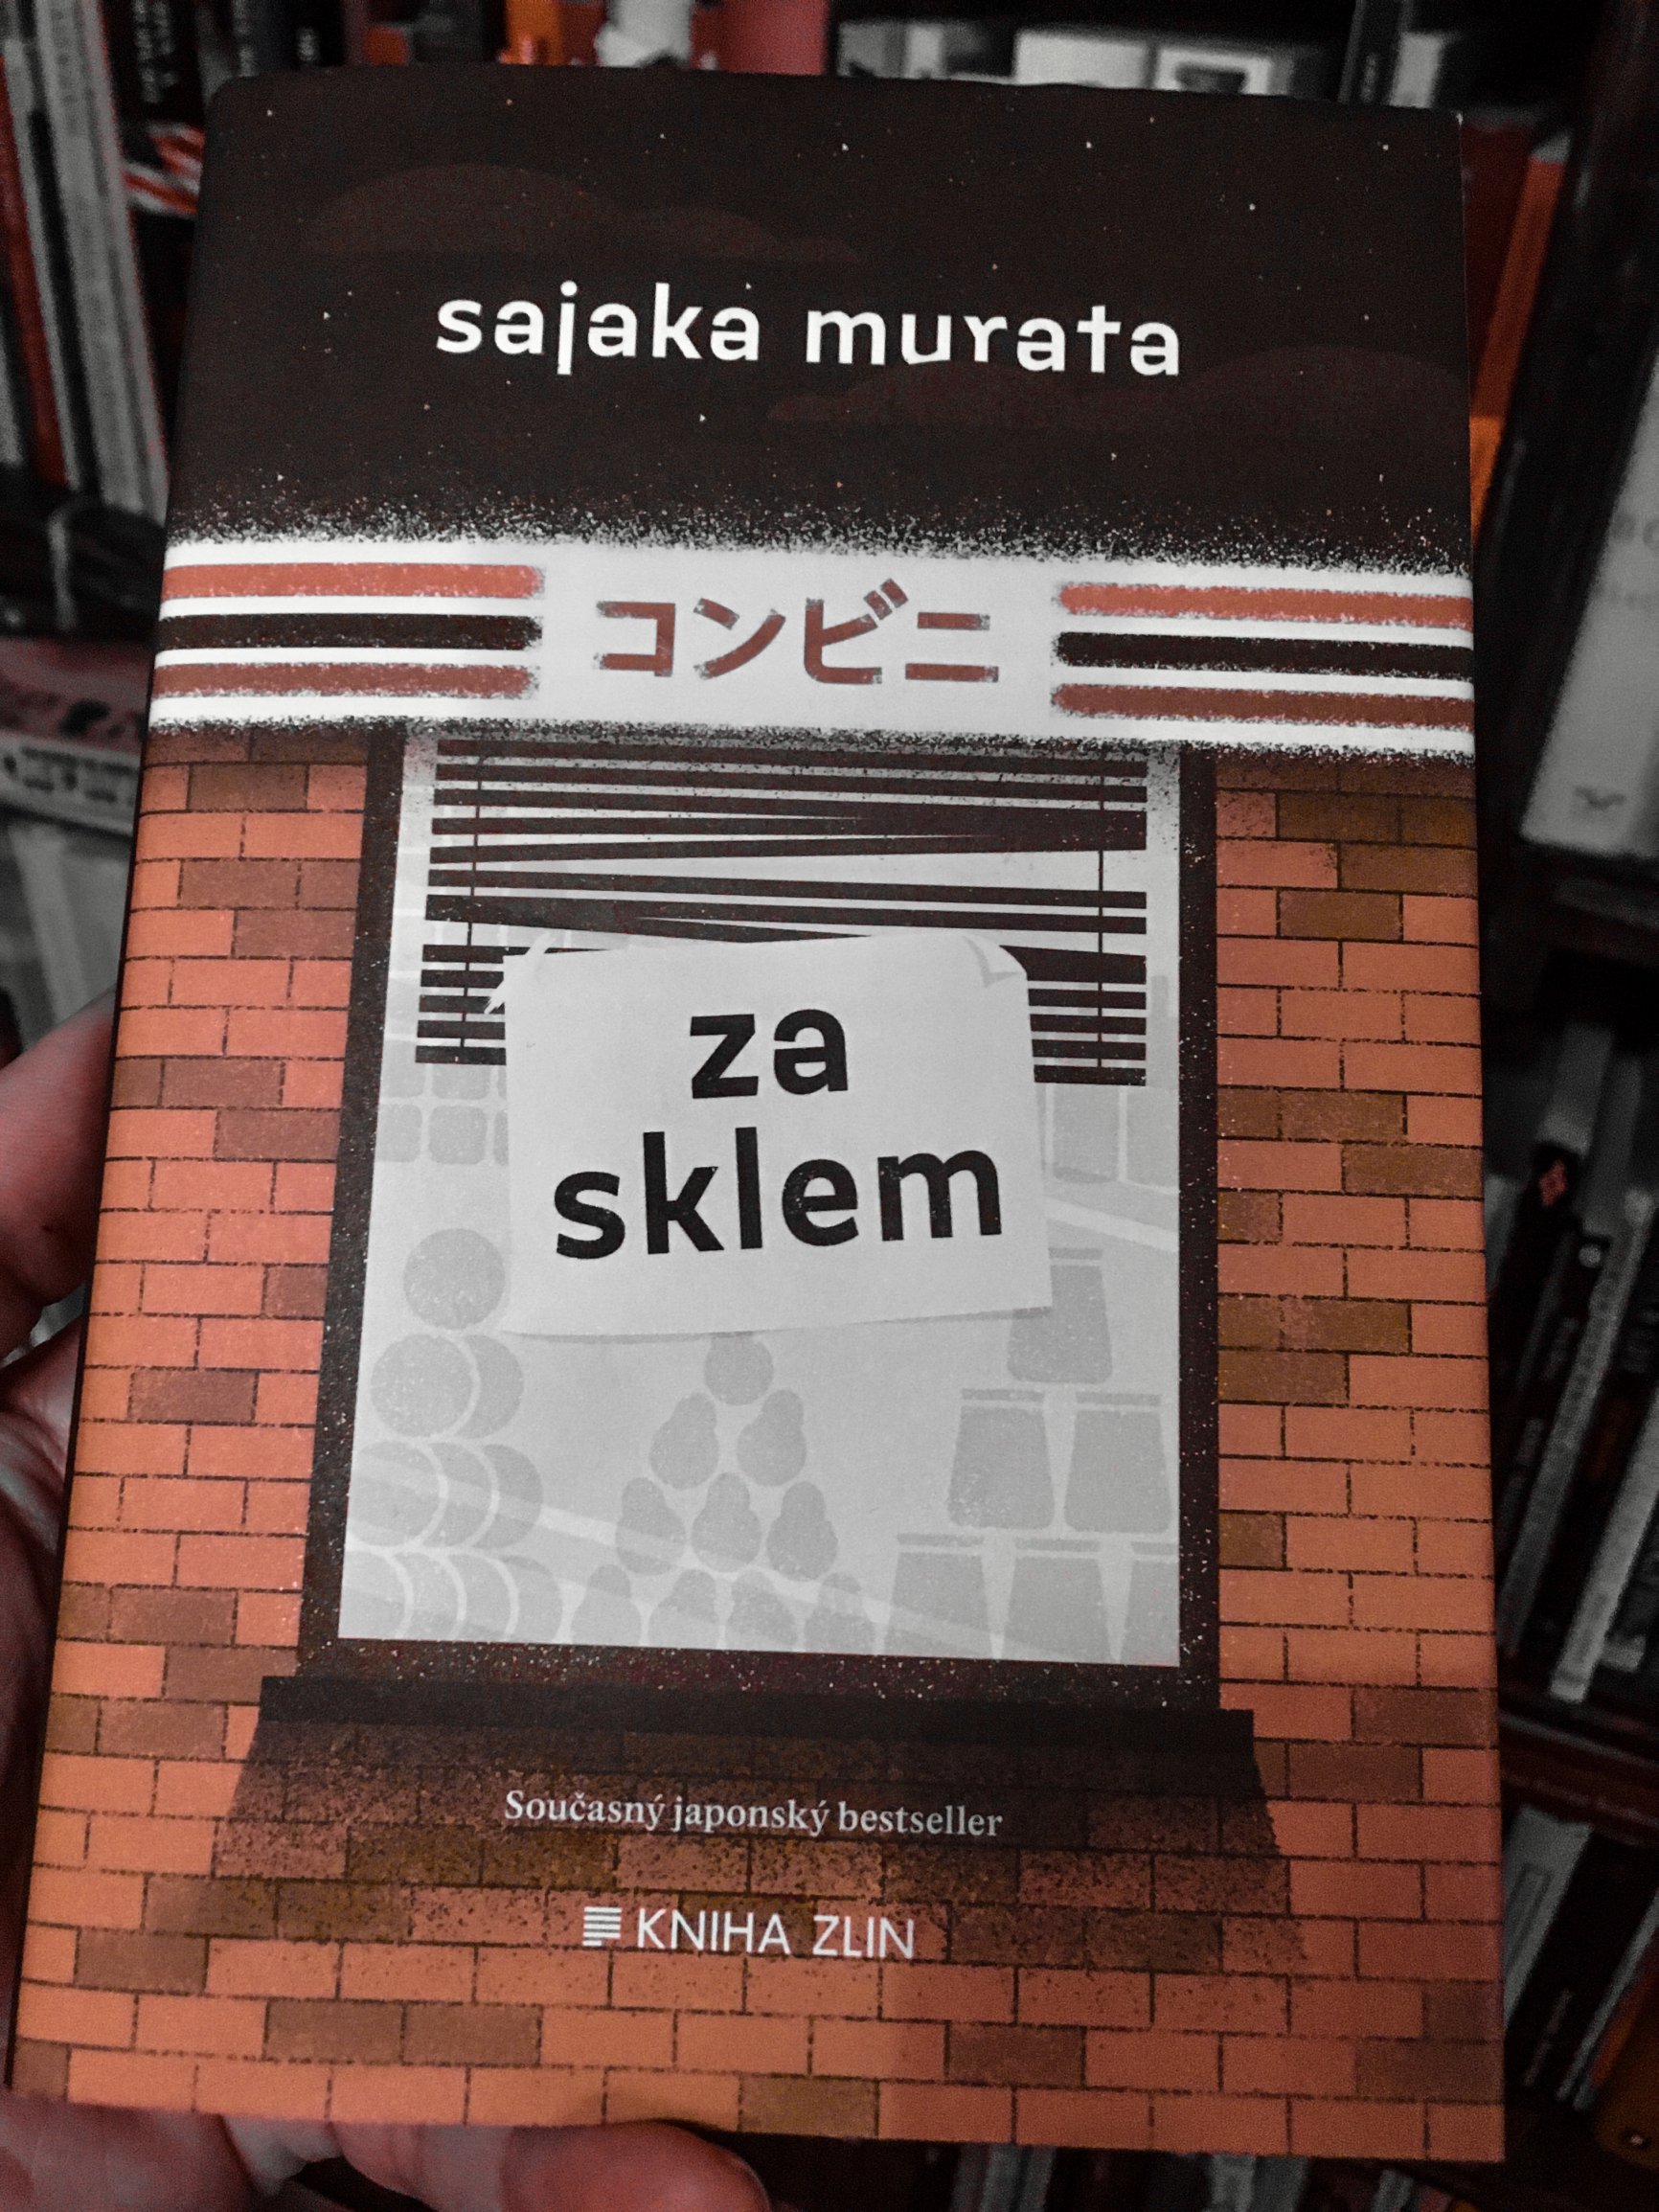 sajaka murata
コンビニ
za
sklem
Současný japonský bestseller
KNIHA ZLIN